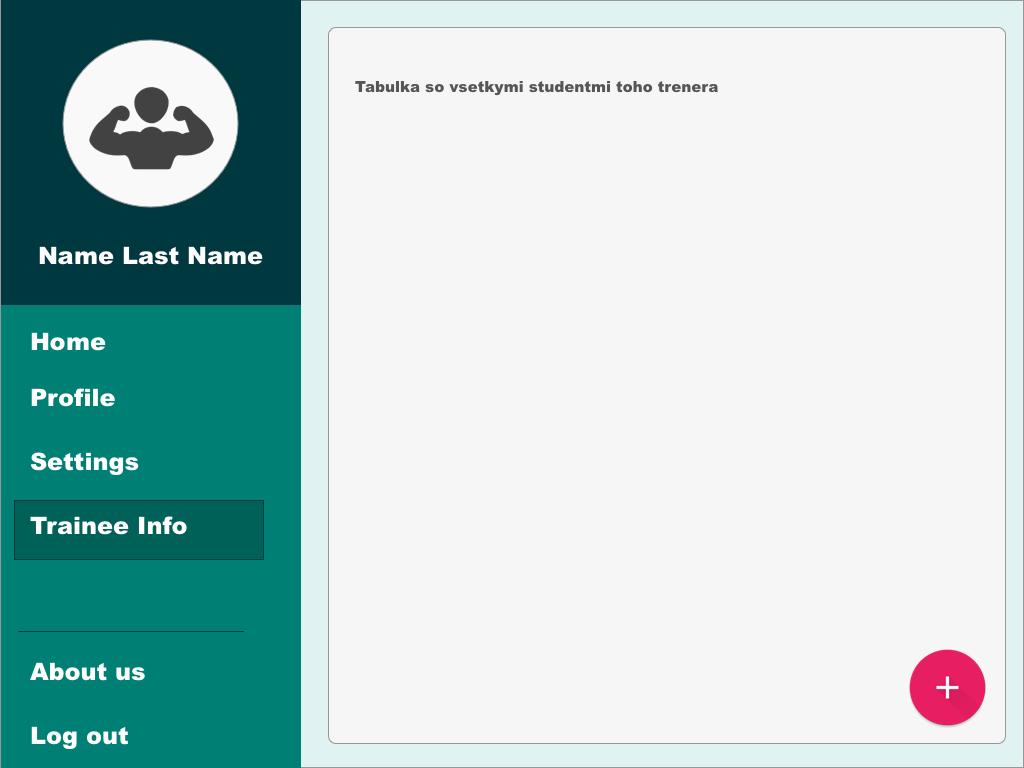 Name Last Name
Home
Profile
Settings
Trainee Info
About us
Log out
Tabulka so vsetkymi studentmi toho trenera
+